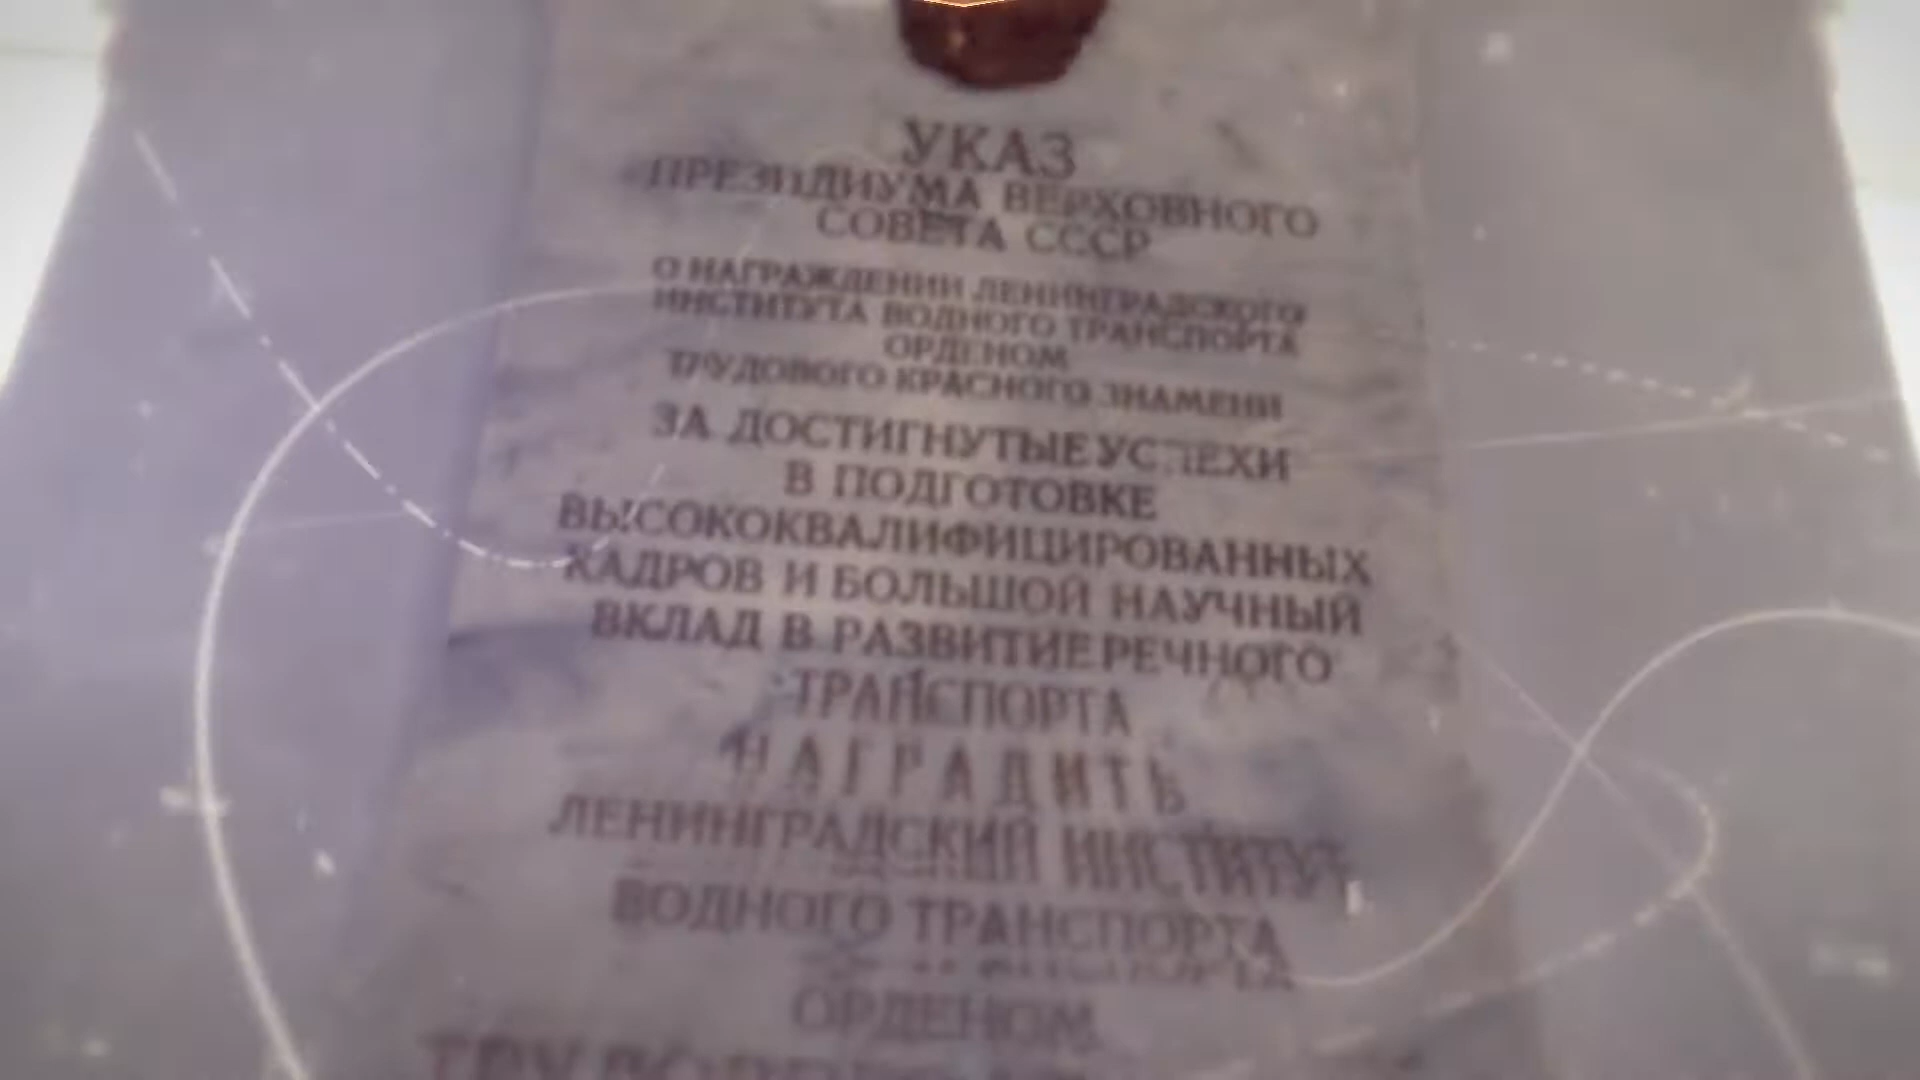 УКАЗ
ПРЕЗИДИУМА ВЕРХОВНОГО
СОВЕТА СССР
О НАГРАЖДЕНИИ ЛЕНИНГРАДСКОГО
ИНСТИТУТА ВОДНОГО ТРАНСПОРТА
ОРДЕНОМ
ТРУДОВОГО КРАСНОГО ЗНАМЕНИ
ЗА ДОСТИГНУТЫЕ УСПЕХИ
В ПОДГОТОВКЕ
ВЫСОКОКВАЛИФИЦИРОВАННЫХ
КАДРОВ И БОЛЬШОЙ НАУЧНЫЙ
ВКЛАД В РАЗВИТИЕ РЕЧНОГО
ТРАНСПОРТА
НАГРАДИТЬ
ЛЕНИНГРАДСКИЙ ИНСТИТУТ
ВОДНОГО ТРАНСПОРТА
ОРДЕНОМ